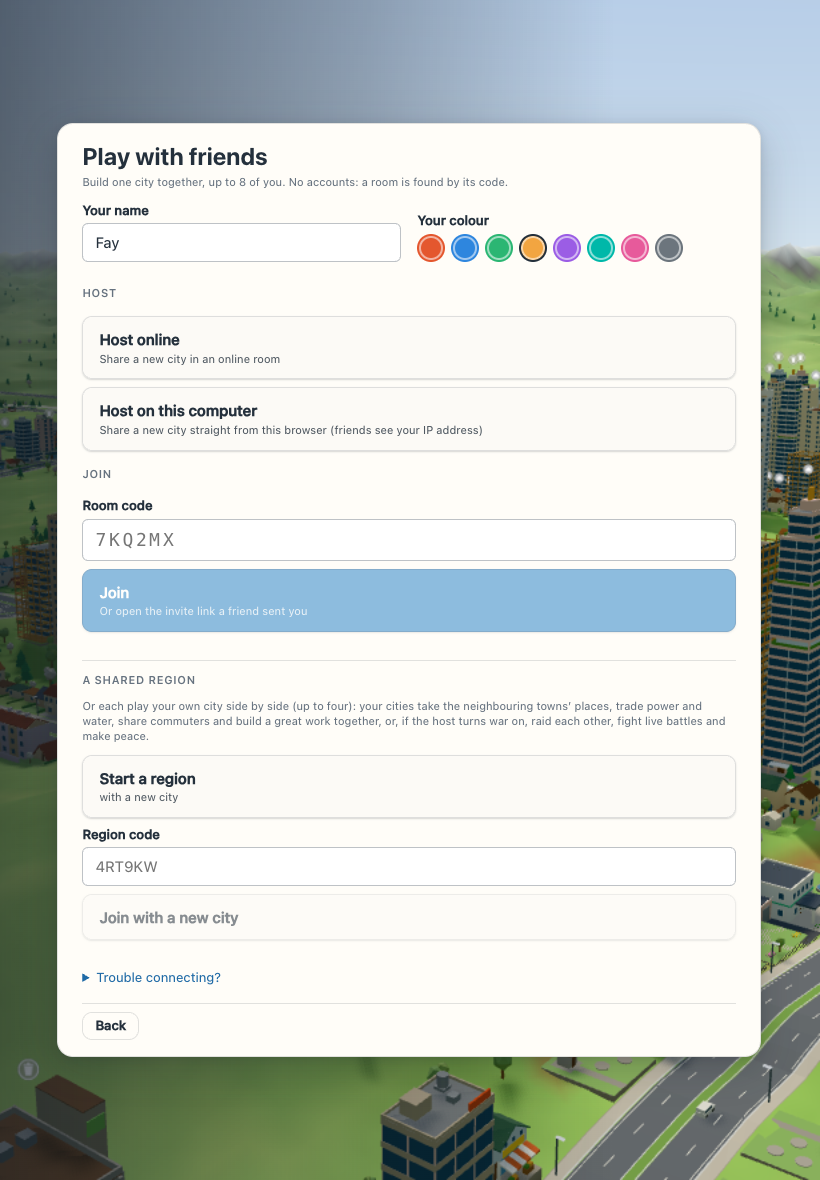 Play with friends
Build one city together, up to 8 of you. No accounts: a room is found by its code.
Your name
Your colour
Fay
HOST
Host online
Share a new city in an online room
Host on this computer
Share a new city straight from this browser (friends see your IP address)
JOIN
Room code
7KQ2MX
Join
Or open the invite link a friend sent you
A SHARED REGION
Or each play your own city side by side (up to four): your cities take the neighbouring towns’ places, trade power and
water, share commuters and build a great work together, or, if the host turns war on, raid each other, fight live battles and
make peace.
Start a region
with a new city
Region code
4RT9KW
Join with a new city
Trouble connecting?
Back